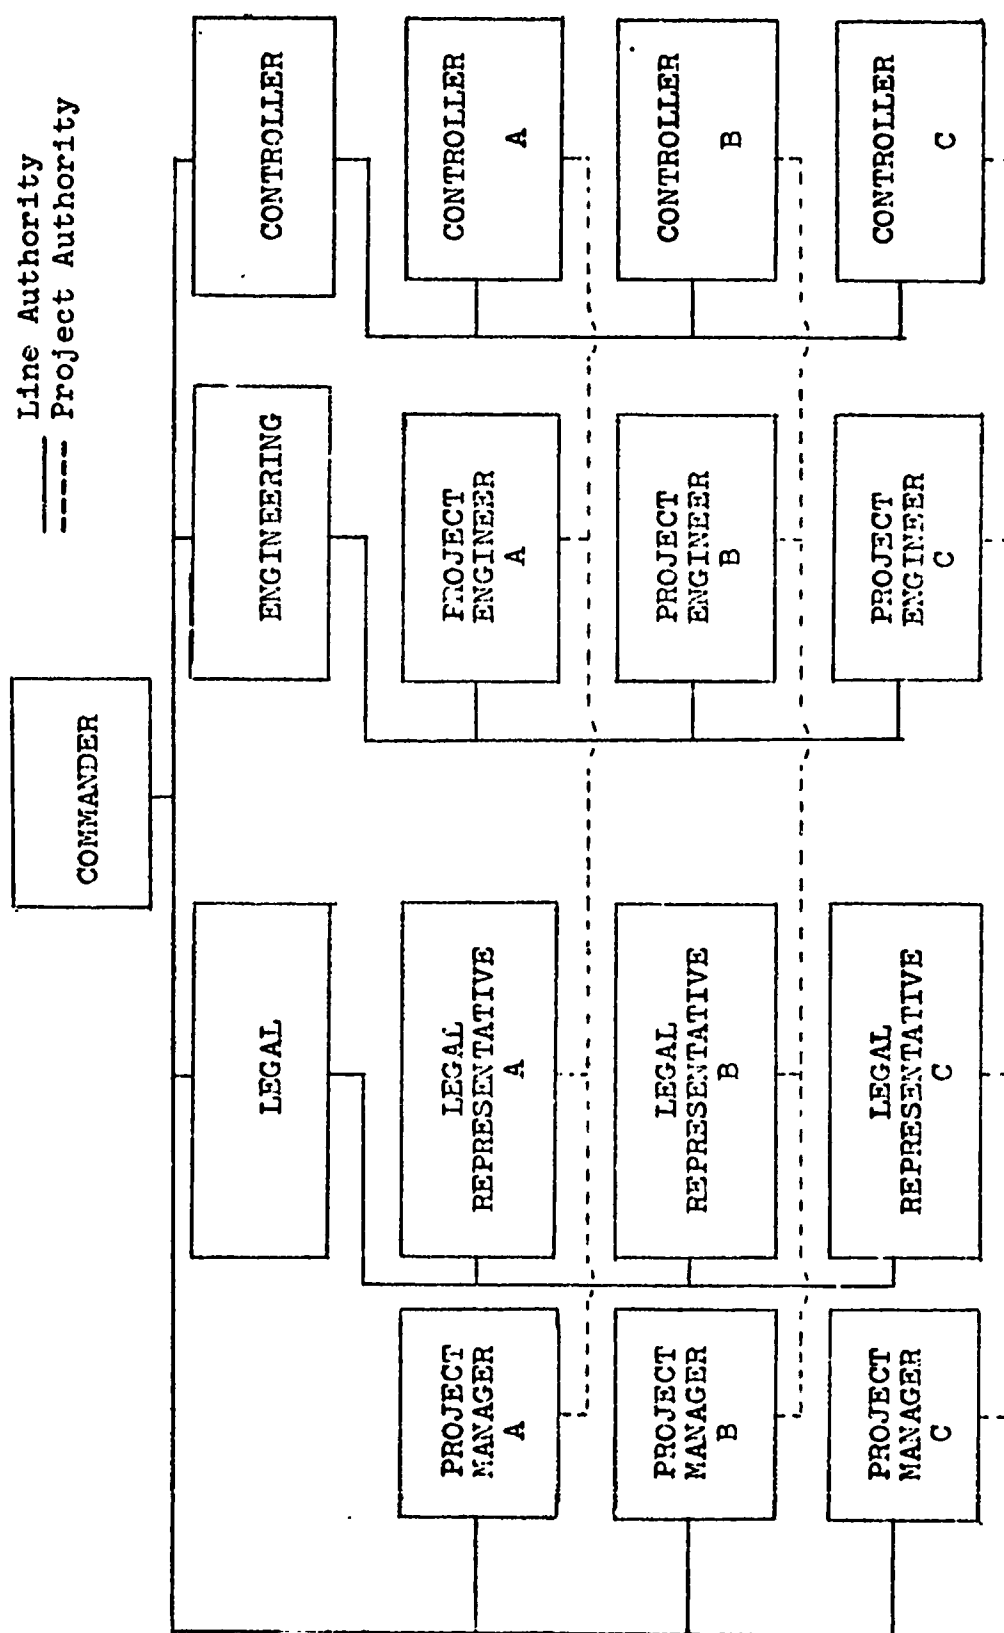 Line Authority
Project Authority
COMMANDER
LEGAL
ENGINEERING
CONTROLLER
PROJECT
MANAGER
A
LEGAL
REPRESENTATIVE
A
PROJECT
ENGINEER
A
CONTROLLER
A
PROJECT
MANAGER
B
LEGAL
REPRESENTATIVE
B
PROJECT
ENGINEER
B
CONTROLLER
B
PROJECT
MANAGER
C
LEGAL
REPRESENTATIVE
C
PROJECT
ENGINEER
C
CONTROLLER
C